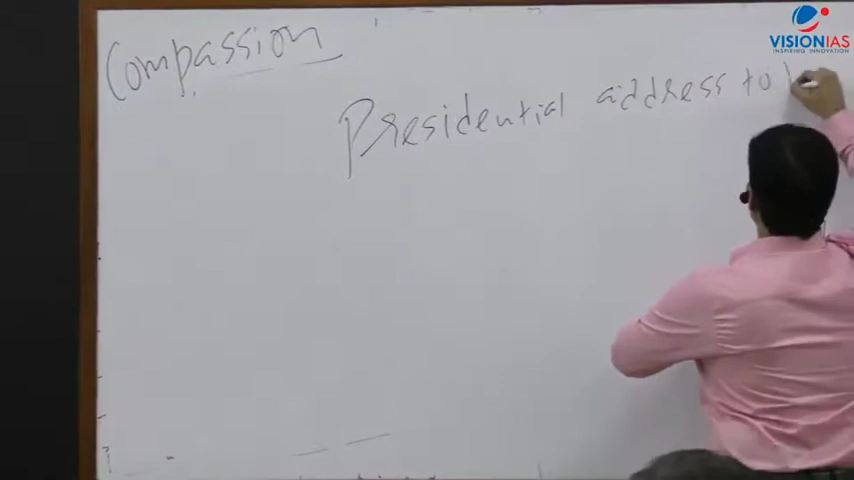 VISIONIAS
INSPIRING INNOVATION
Compassion
Presidential address to